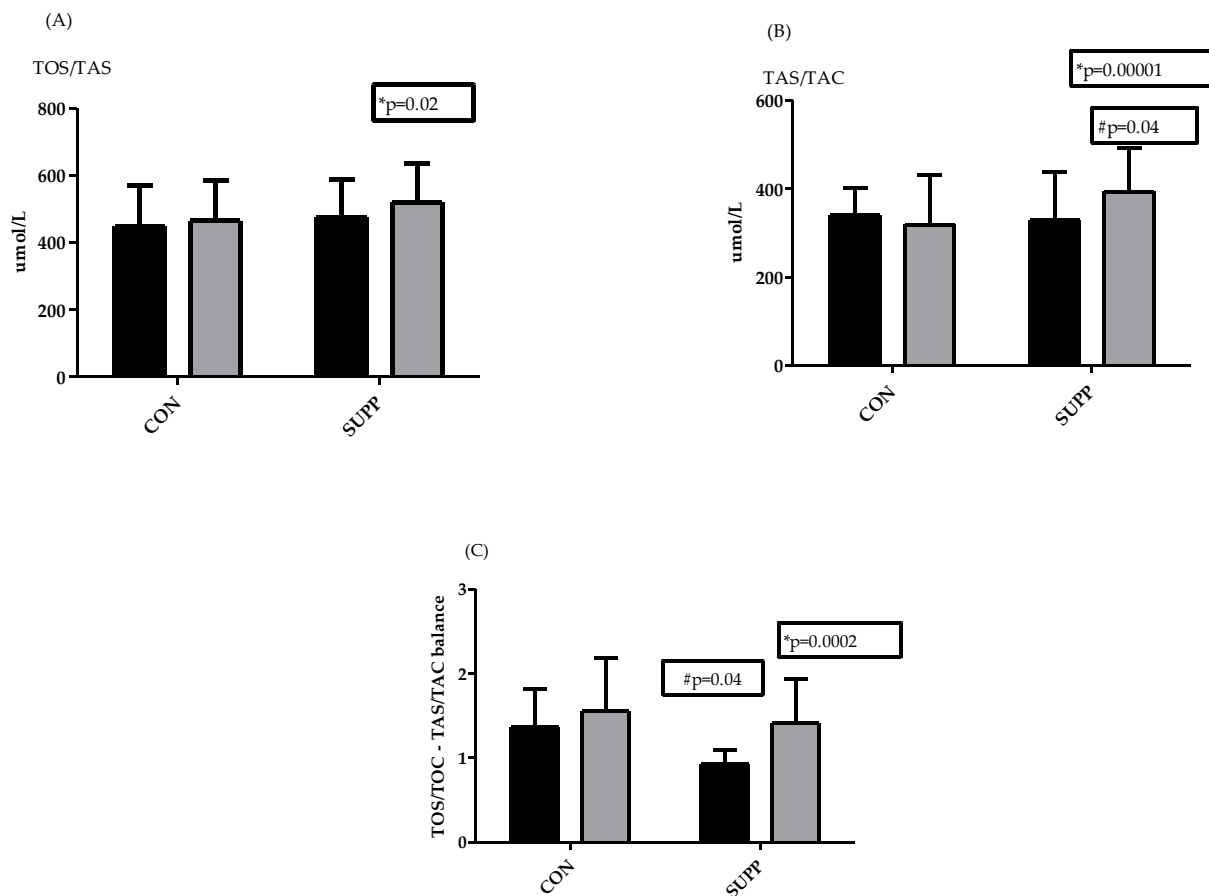 (A)
TOS/TAS
*p=0.02
800
600
400
200
0
umol/L
CON
SUPP
(B)
TAS/TAC
*p=0.00001
#p=0.04
600
400
200
0
umol/L
CON
SUPP
(C)
3
2
1
0
TOS/TOC - TAS/TAC balance
#p=0.04
*p=0.0002
CON
SUPP